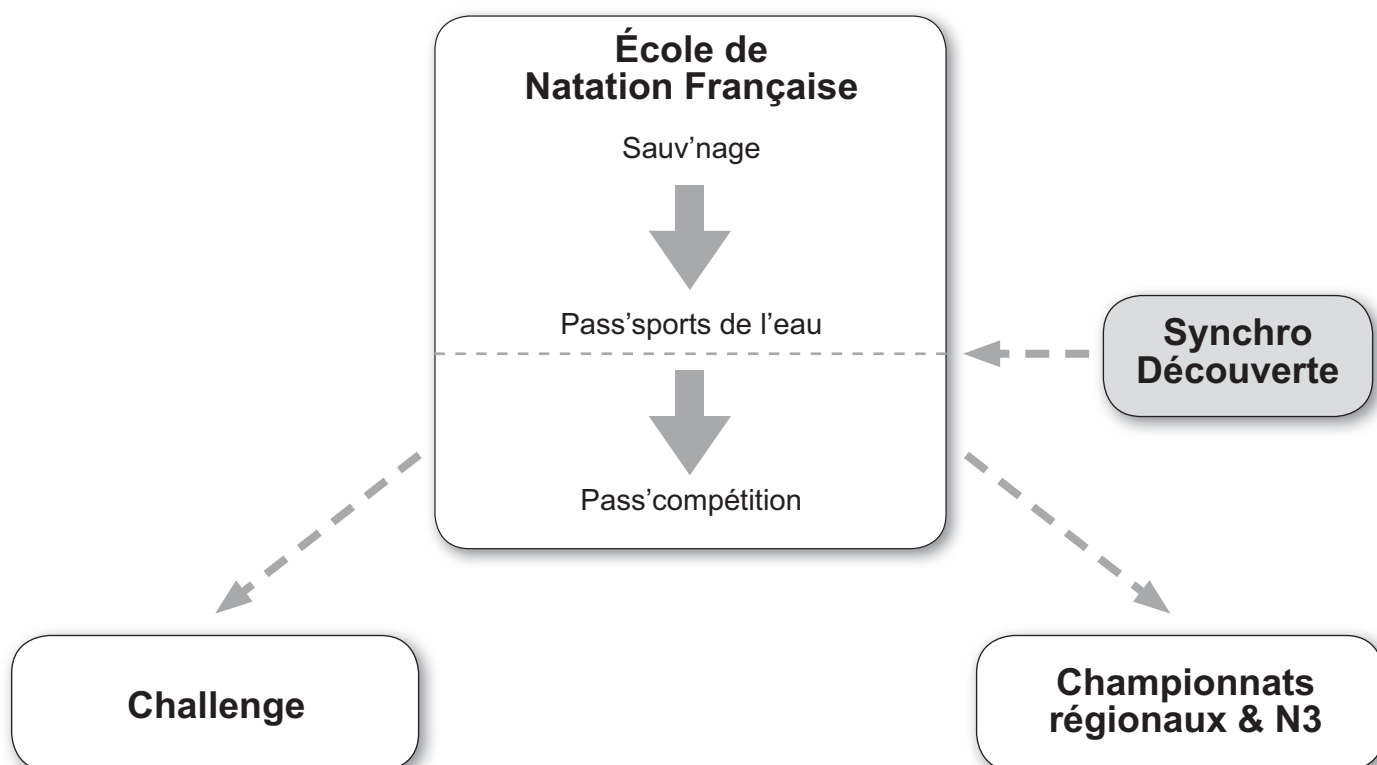 École de
Natation Française
Sauv’nage
Pass’sports de l’eau
Synchro
Découverte
Pass’compétition
Challenge
Championnats
régionaux & N3